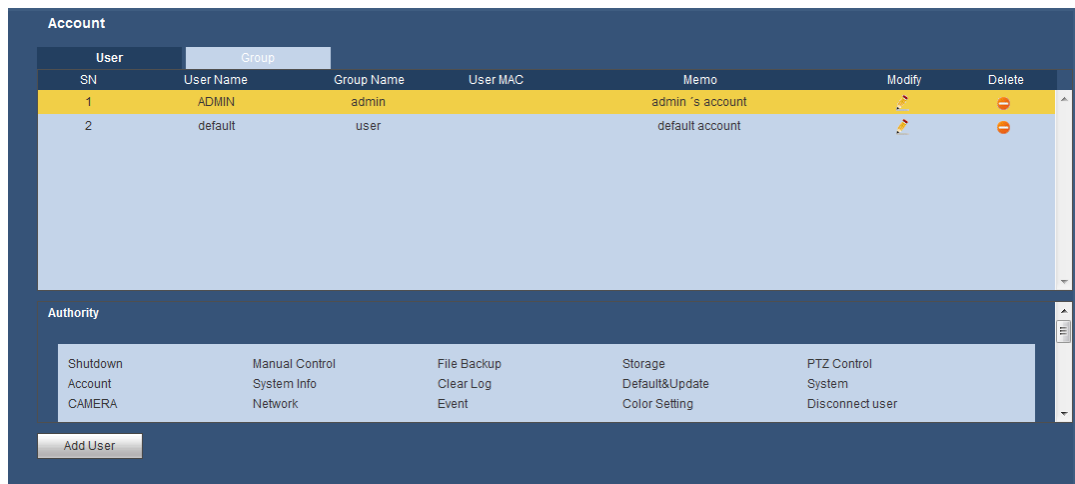 Account
User Group
SN User Name Group Name User MAC Memo Modify Delete
1 ADMIN admin admin ´s account
2 default user default account
Authority
Shutdown Manual Control File Backup Storage PTZ Control
Account System Info Clear Log Default&Update System
CAMERA Network Event Color Setting Disconnect user
Add User